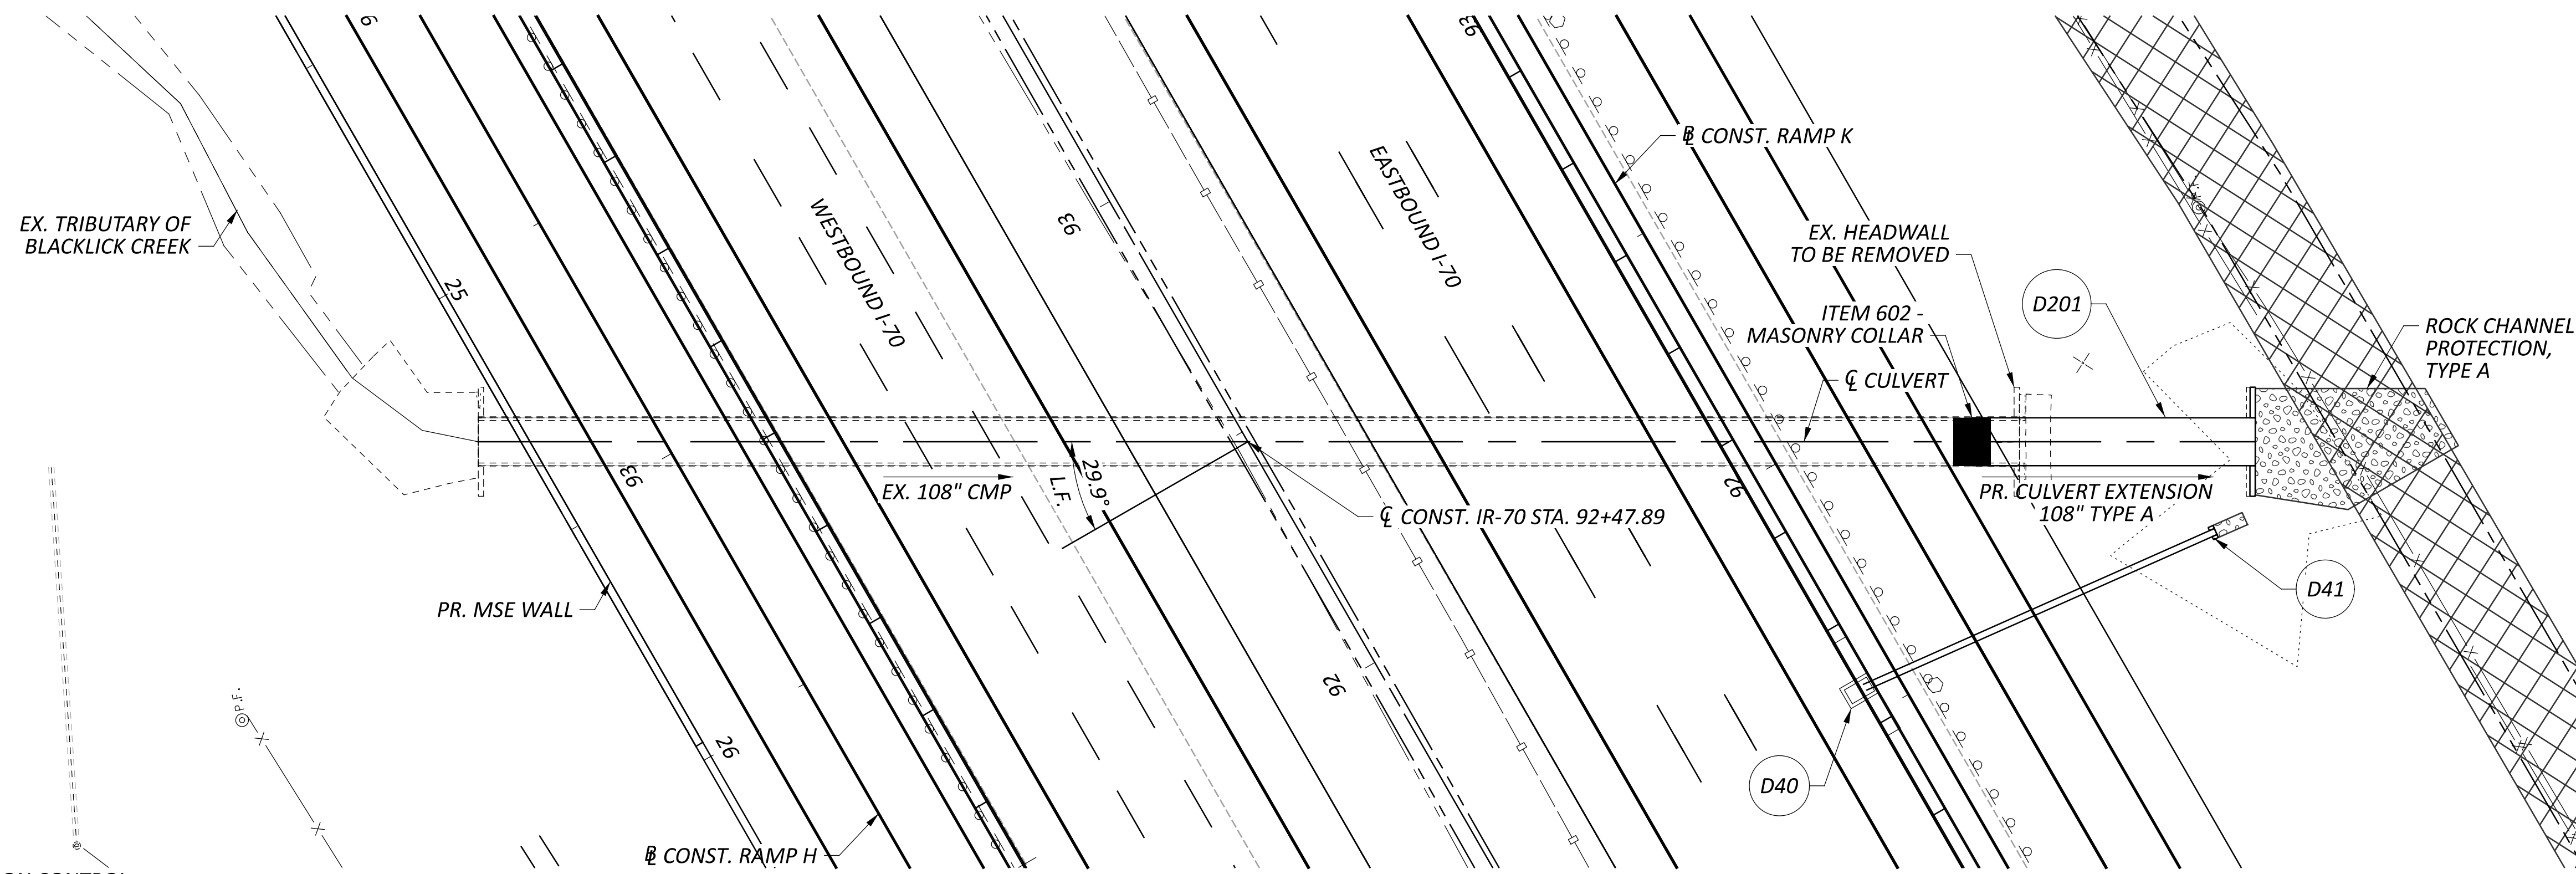 EX. TRIBUTARY OF
BLACKLICK CREEK
25
93
26
PR. MSE WALL
℄ CULVERT
WESTBOUND I-70
EX. 108" CMP
29.9°
L.F.
93
EASTBOUND I-70
92
℄ CONST. IR-70 STA. 92+47.89
B̶L CONST. RAMP K
93
EX. HEADWALL
TO BE REMOVED
ITEM 602 -
MASONRY COLLAR
D201
ROCK CHANNEL
PROTECTION,
TYPE A
92
PR. CULVERT EXTENSION
108" TYPE A
D41
D40
P.F.
BL CONST. RAMP H